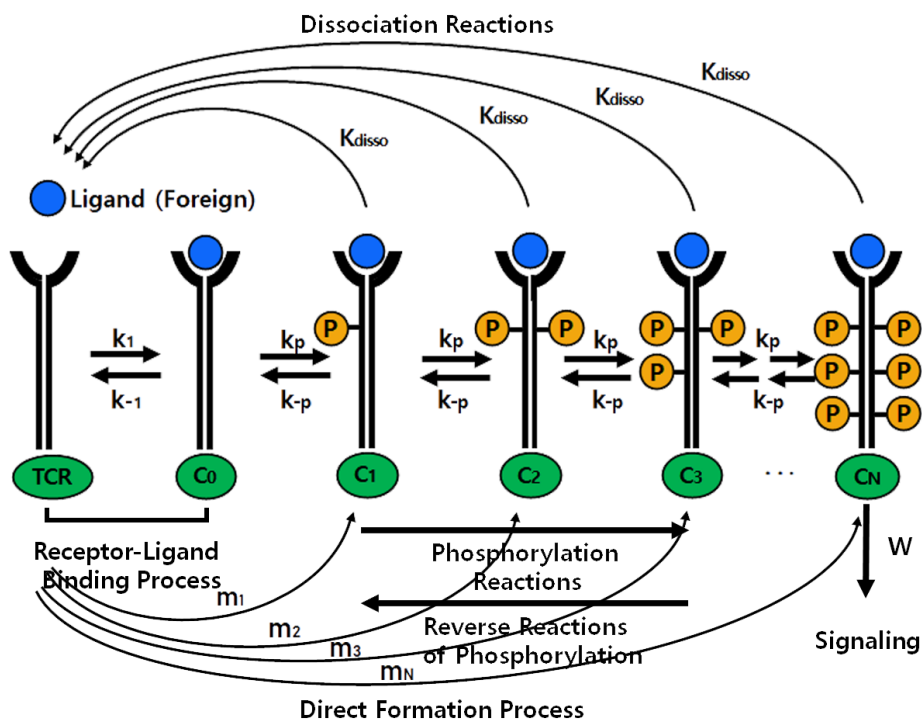 Dissociation Reactions
Kdisso
Kdisso
Kdisso
Kdisso
Ligand (Foreign)
P
P P
P P
P
P P
P P
P P
k1
k-1
kp
k-p
kp
k-p
kp
k-p
kp
k-p
TCR
C0
C1
C2
C3
...
CN
Receptor-Ligand
Binding Process
Phosphorylation
Reactions
Reverse Reactions
of Phosphorylation
W
Signaling
m1
m2
m3
mN
Direct Formation Process